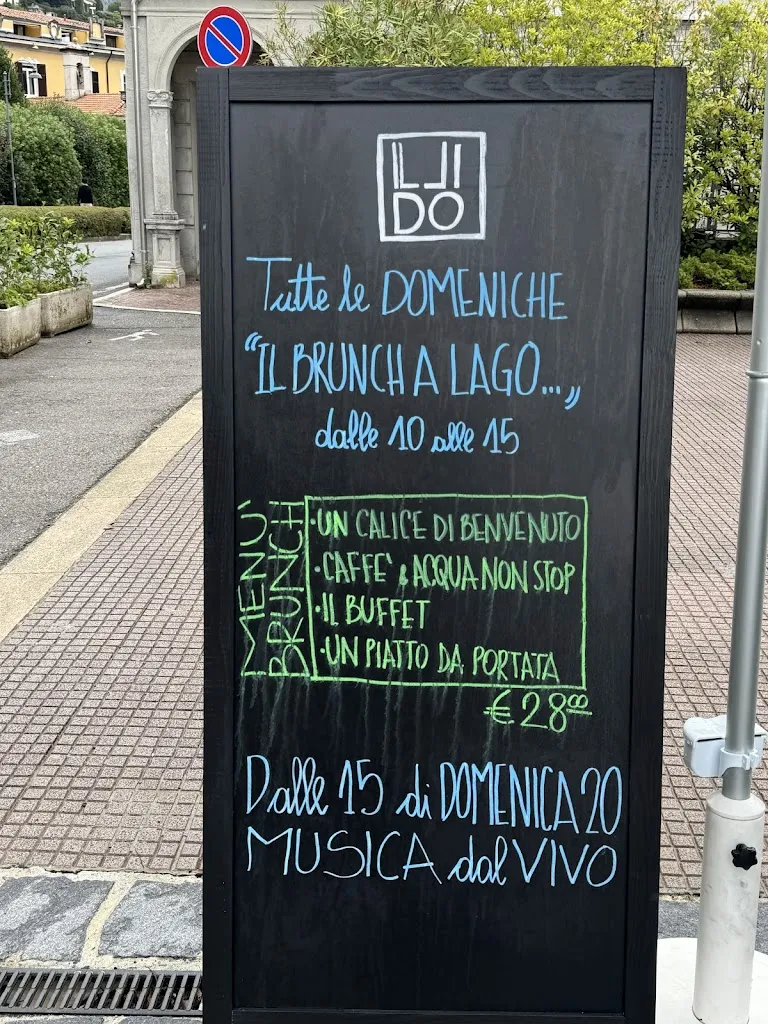 IL LI
DO
Tutte le DOMENICHE
"IL BRUNCH A LAGO..."
dalle 10 alle 15
MENU'
BRUNCH
·UN CALICE DI BENVENUTO
·CAFFE' & ACQUA NON STOP
·IL BUFFET
·UN PIATTO DA PORTATA
€ 28,00
Dalle 15 di DOMENICA 20
MUSICA dal VIVO